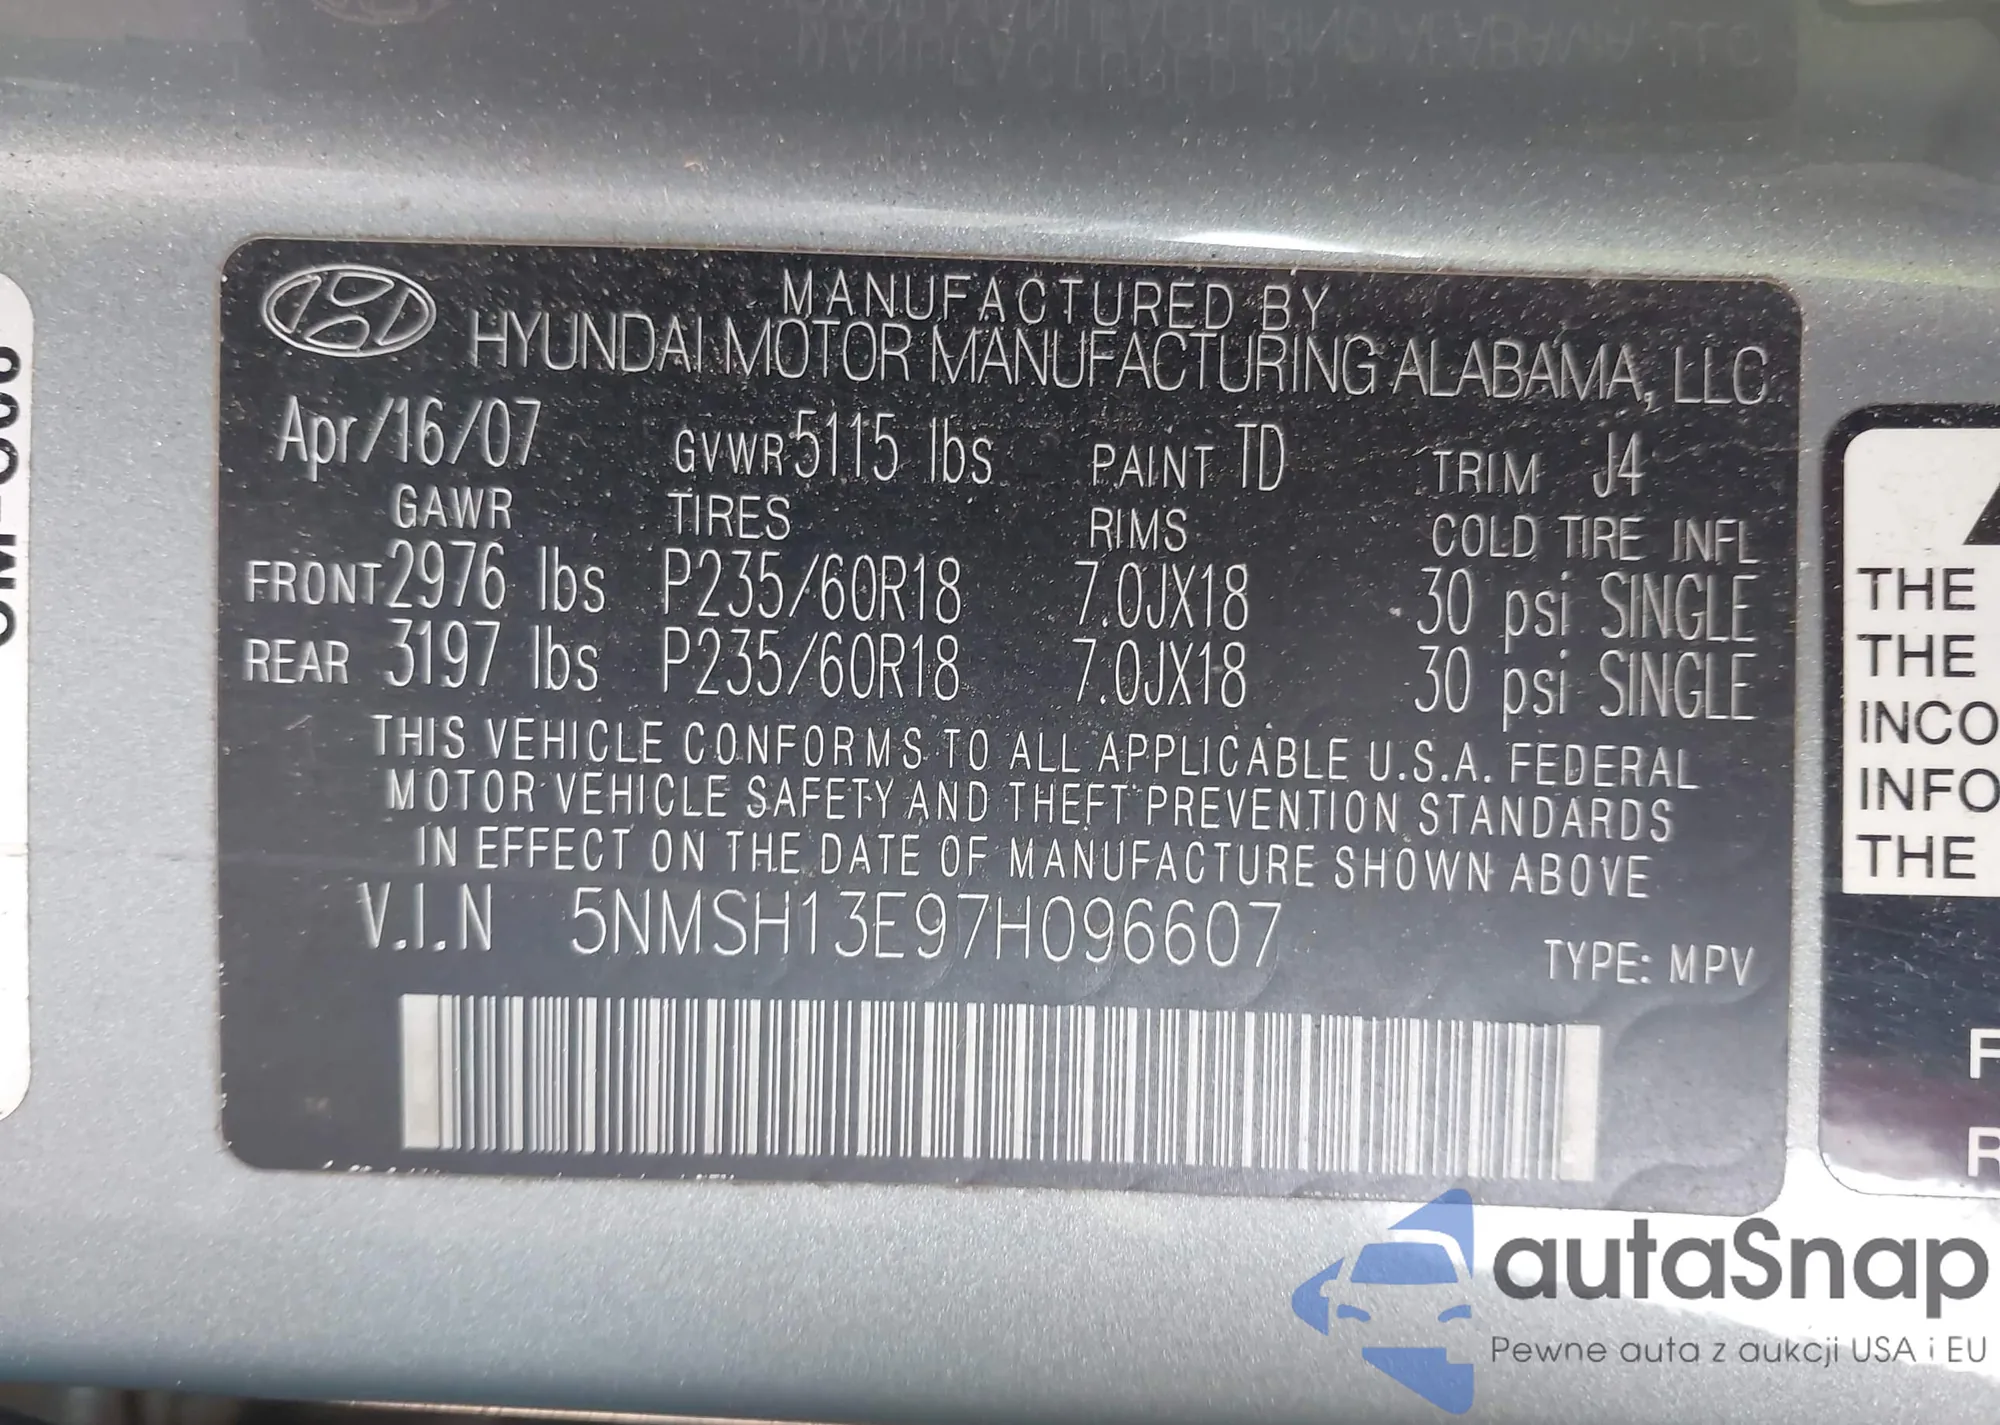 MANUFACTURED BY
HYUNDAI MOTOR MANUFACTURING ALABAMA, LLC
Apr/16/07 GVWR 5115 lbs PAINT TD TRIM J4
GAWR TIRES RIMS COLD TIRE INFL
FRONT 2976 lbs P235/60R18 7.0JX18 30 psi SINGLE
REAR 3197 lbs P235/60R18 7.0JX18 30 psi SINGLE
THIS VEHICLE CONFORMS TO ALL APPLICABLE U.S.A. FEDERAL
MOTOR VEHICLE SAFETY AND THEFT PREVENTION STANDARDS
IN EFFECT ON THE DATE OF MANUFACTURE SHOWN ABOVE
V.I.N 5NMSH13E97H096607 TYPE: MPV
THE
THE
INCO
INFO
THE
F
R
autaSnap
Pewne auta z aukcji USA i EU